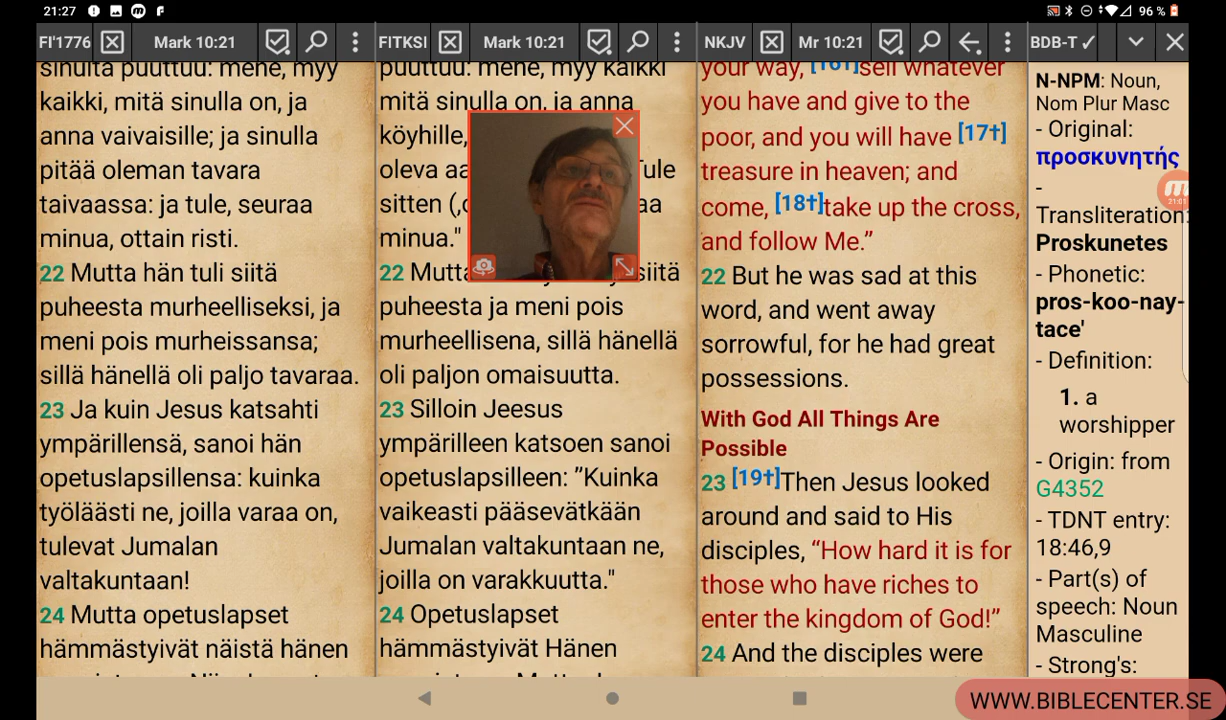 21:27
96 %
FI'1776
Mark 10:21
FITKSI
Mark 10:21
NKJV
Mr 10:21
BDB-T ✓
sinulta puuttuu: mene, myy
kaikki, mitä sinulla on, ja
anna vaivaisille; ja sinulla
pitää oleman tavara
taivaassa: ja tule, seuraa
minua, ottain risti.
22 Mutta hän tuli siitä
puheesta murheelliseksi, ja
meni pois murheissansa;
sillä hänellä oli paljo tavaraa.
23 Ja kuin Jesus katsahti
ympärillensä, sanoi hän
opetuslapsillensa: kuinka
työläästi ne, joilla varaa on,
tulevat Jumalan
valtakuntaan!
24 Mutta opetuslapset
hämmästyivät näistä hänen
puuttuu: mene, myy kaikki
mitä sinulla on, ja anna
köyhille,
oleva
sitten
minua."
22 siitä
puheesta ja meni pois
murheellisena, sillä hänellä
oli paljon omaisuutta.
23 Silloin Jeesus
ympärilleen katsoen sanoi
opetuslapsilleen: ”Kuinka
vaikeasti pääsevätkään
Jumalan valtakuntaan ne,
joilla on varakkuutta."
24 Opetuslapset
hämmästyivät Hänen
your way, [16†]sell whatever
you have and give to the
poor, and you will have [17†]
treasure in heaven; and
come, [18†]take up the cross,
and follow Me.”
22 But he was sad at this
word, and went away
sorrowful, for he had great
possessions.
With God All Things Are
Possible
23 [19†]Then Jesus looked
around and said to His
disciples, “How hard it is for
those who have riches to
enter the kingdom of God!”
24 And the disciples were
N-NPM: Noun,
Nom Plur Masc
- Original:
προσκυνητής
-
Transliteration:
Proskunetes
- Phonetic:
pros-koo-nay-
tace'
- Definition:
1. a
worshipper
- Origin: from
G4352
- TDNT entry:
18:46,9
- Part(s) of
speech: Noun
Masculine
- Strong's:
21:01
WWW.BIBLECENTER.SE